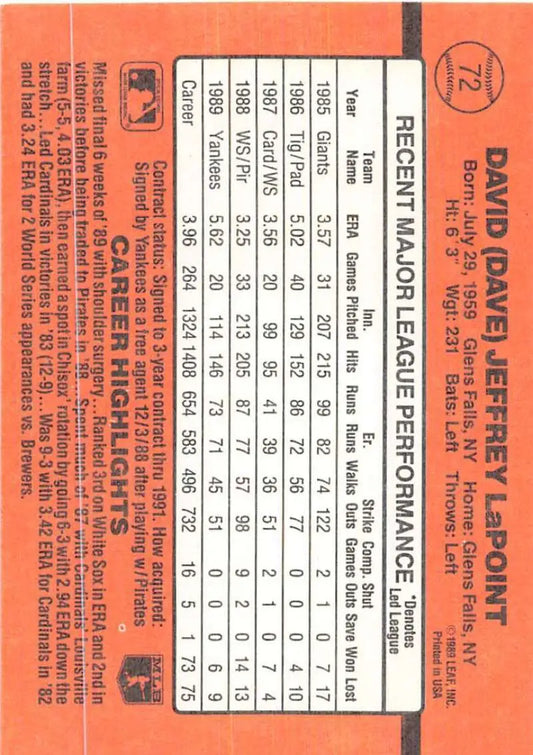 72
DAVID (DAVE) JEFFREY LaPOINT
©1989 LEAF, INC.
Printed in USA
Born: July 29, 1959 Glens Falls, NY Home: Glens Falls, NY
Ht: 6'3" Wgt: 231 Bats: Left Throws: Left
RECENT MAJOR LEAGUE PERFORMANCE *Denotes
Led League
Team Inn. Er. Strike Comp. Shut
Year Name ERA Games Pitched Hits Runs Runs Walks Outs Games Outs Save Won Lost
1985 Giants 3.57 31 207 215 99 82 74 122 2 1 0 7 17
1986 Tig/Pad 5.02 40 129 152 86 72 56 77 0 0 0 4 10
1987 Card/WS 3.56 20 99 95 41 39 36 51 2 1 0 7 4
1988 WS/Pir 3.25 33 213 205 87 77 57 98 9 2 0 14 13
1989 Yankees 5.62 20 114 146 73 71 45 51 0 0 0 6 9
Career 3.96 264 1324 1408 654 583 496 732 16 5 1 73 75
Contract status: Signed to 3-year contract thru 1991. How acquired:
Signed by Yankees as a free agent 12/3/88 after playing w/Pirates
CAREER HIGHLIGHTS
MLB
Missed final 6 weeks of '89 with shoulder surgery...Ranked 3rd on White Sox in ERA and 2nd in
victories before being traded to Pirates in '88...Spent much of '87 with Cardinals' Louisville
farm (5-5, 4.03 ERA), then earned a spot in Chisox' rotation by going 6-3 with 2.94 ERA down the
stretch...Led Cardinals in victories in '83 (12-9)... Was 9-3 with 3.42 ERA for Cardinals in '82
and had 3.24 ERA for 2 World Series appearances vs. Brewers.